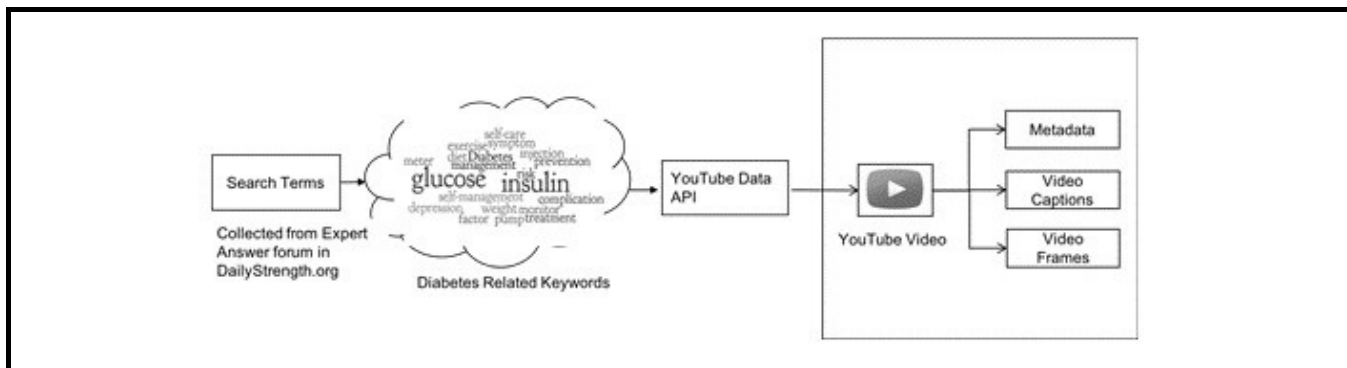 Search Terms
Collected from Expert
Answer forum in
DailyStrength.org
self-care
exercise symptom
meter diet Diabetes injection
management risk prevention
glucose insulin
self-management complication
depression weight monitor
factor pump treatment
Diabetes Related Keywords
YouTube Data
API
YouTube Video
Metadata
Video
Captions
Video
Frames